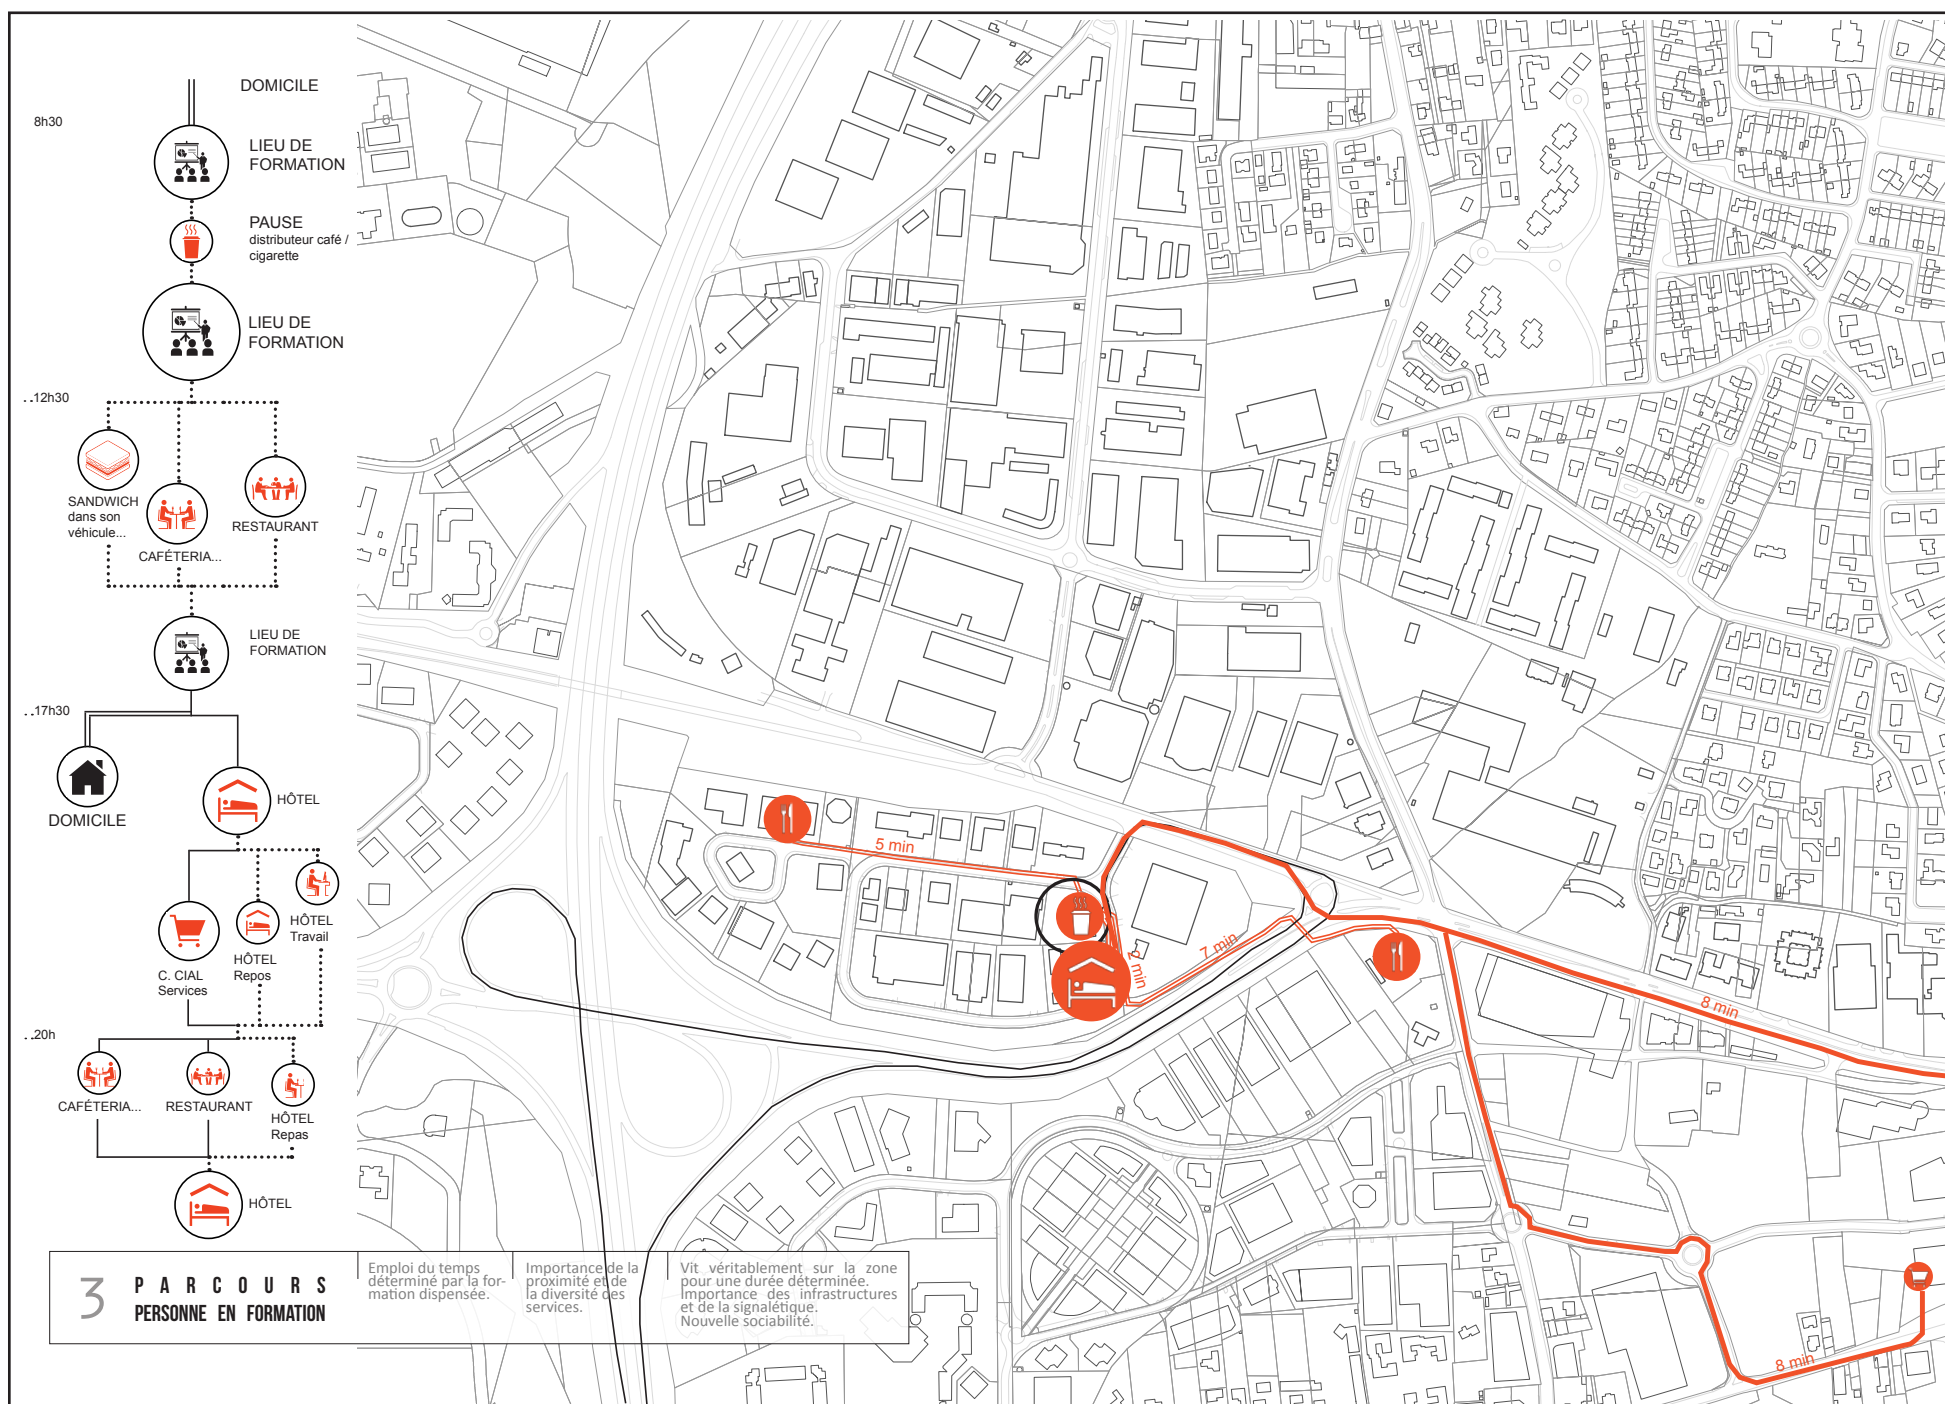 DOMICILE
8h30
LIEU DE
FORMATION
PAUSE
distributeur café /
cigarette
LIEU DE
FORMATION
..12h30
SANDWICH
dans son
véhicule...
CAFÉTERIA...
RESTAURANT
LIEU DE
FORMATION
..17h30
DOMICILE
HÔTEL
C. CIAL
Services
HÔTEL
Repos
HÔTEL
Travail
..20h
CAFÉTERIA...
RESTAURANT
HÔTEL
Repas
HÔTEL
5 min
2 min
7 min
8 min
8 min
3
PARCOURS
PERSONNE EN FORMATION
Emploi du temps
déterminé par la for-
mation dispensée.
Importance de la
proximité et de
la diversité des
services.
Vit véritablement sur la zone
pour une durée déterminée.
Importance des infrastructures
et de la signalétique.
Nouvelle sociabilité.